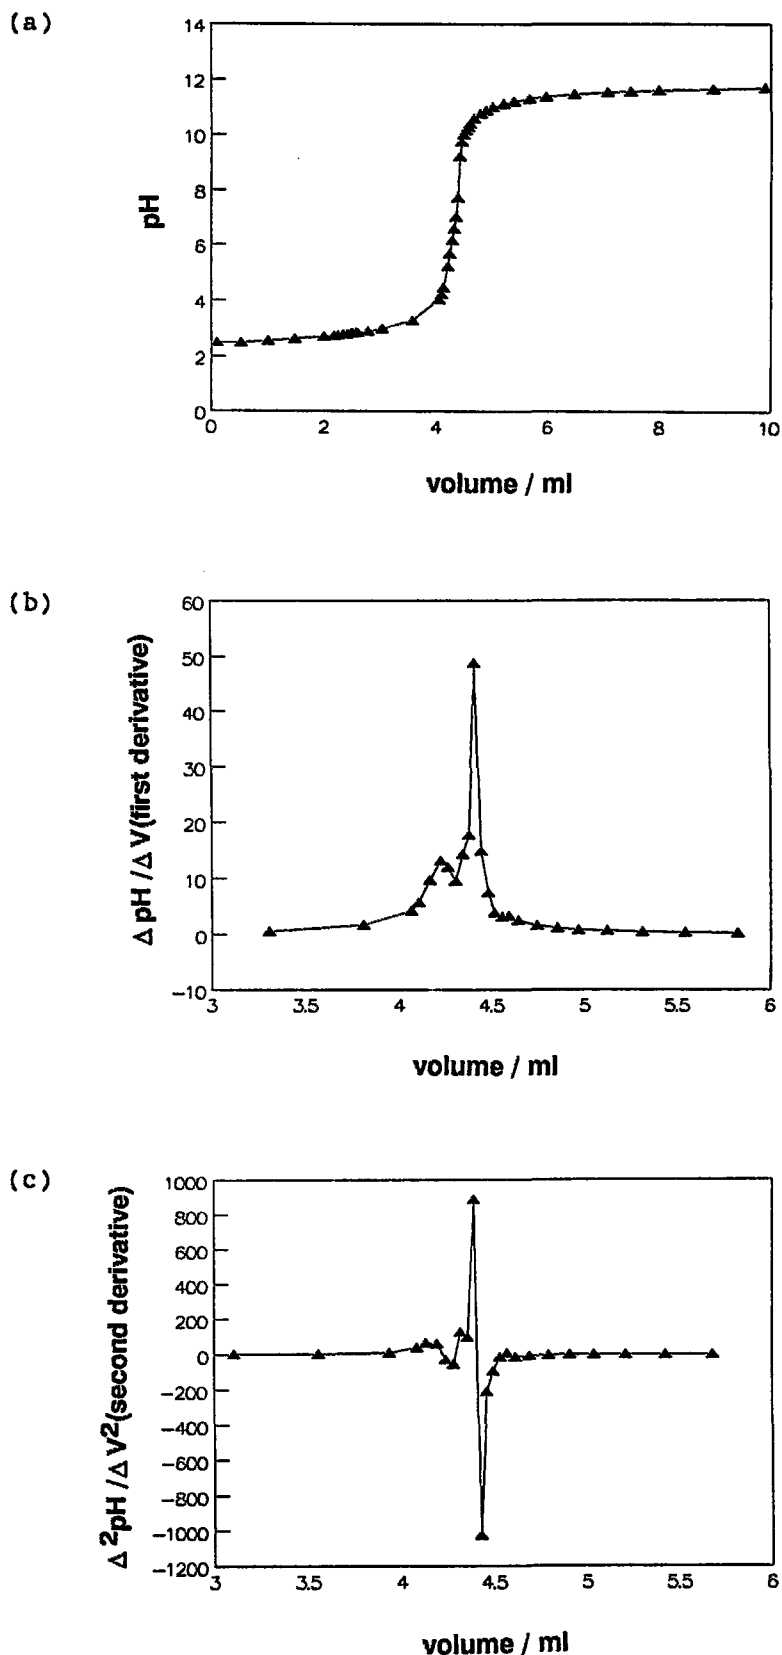 (a)
14
12
10
8
6
4
2
0
pH
0 2 4 6 8 10
volume / ml
(b)
60
50
40
30
20
10
0
-10
Δ pH / Δ V(first derivative)
3 3.5 4 4.5 5 5.5 6
volume / ml
(c)
1000
800
600
400
200
0
-200
-400
-600
-800
-1000
-1200
Δ²pH / Δ V²(second derivative)
3 3.5 4 4.5 5 5.5 6
volume / ml